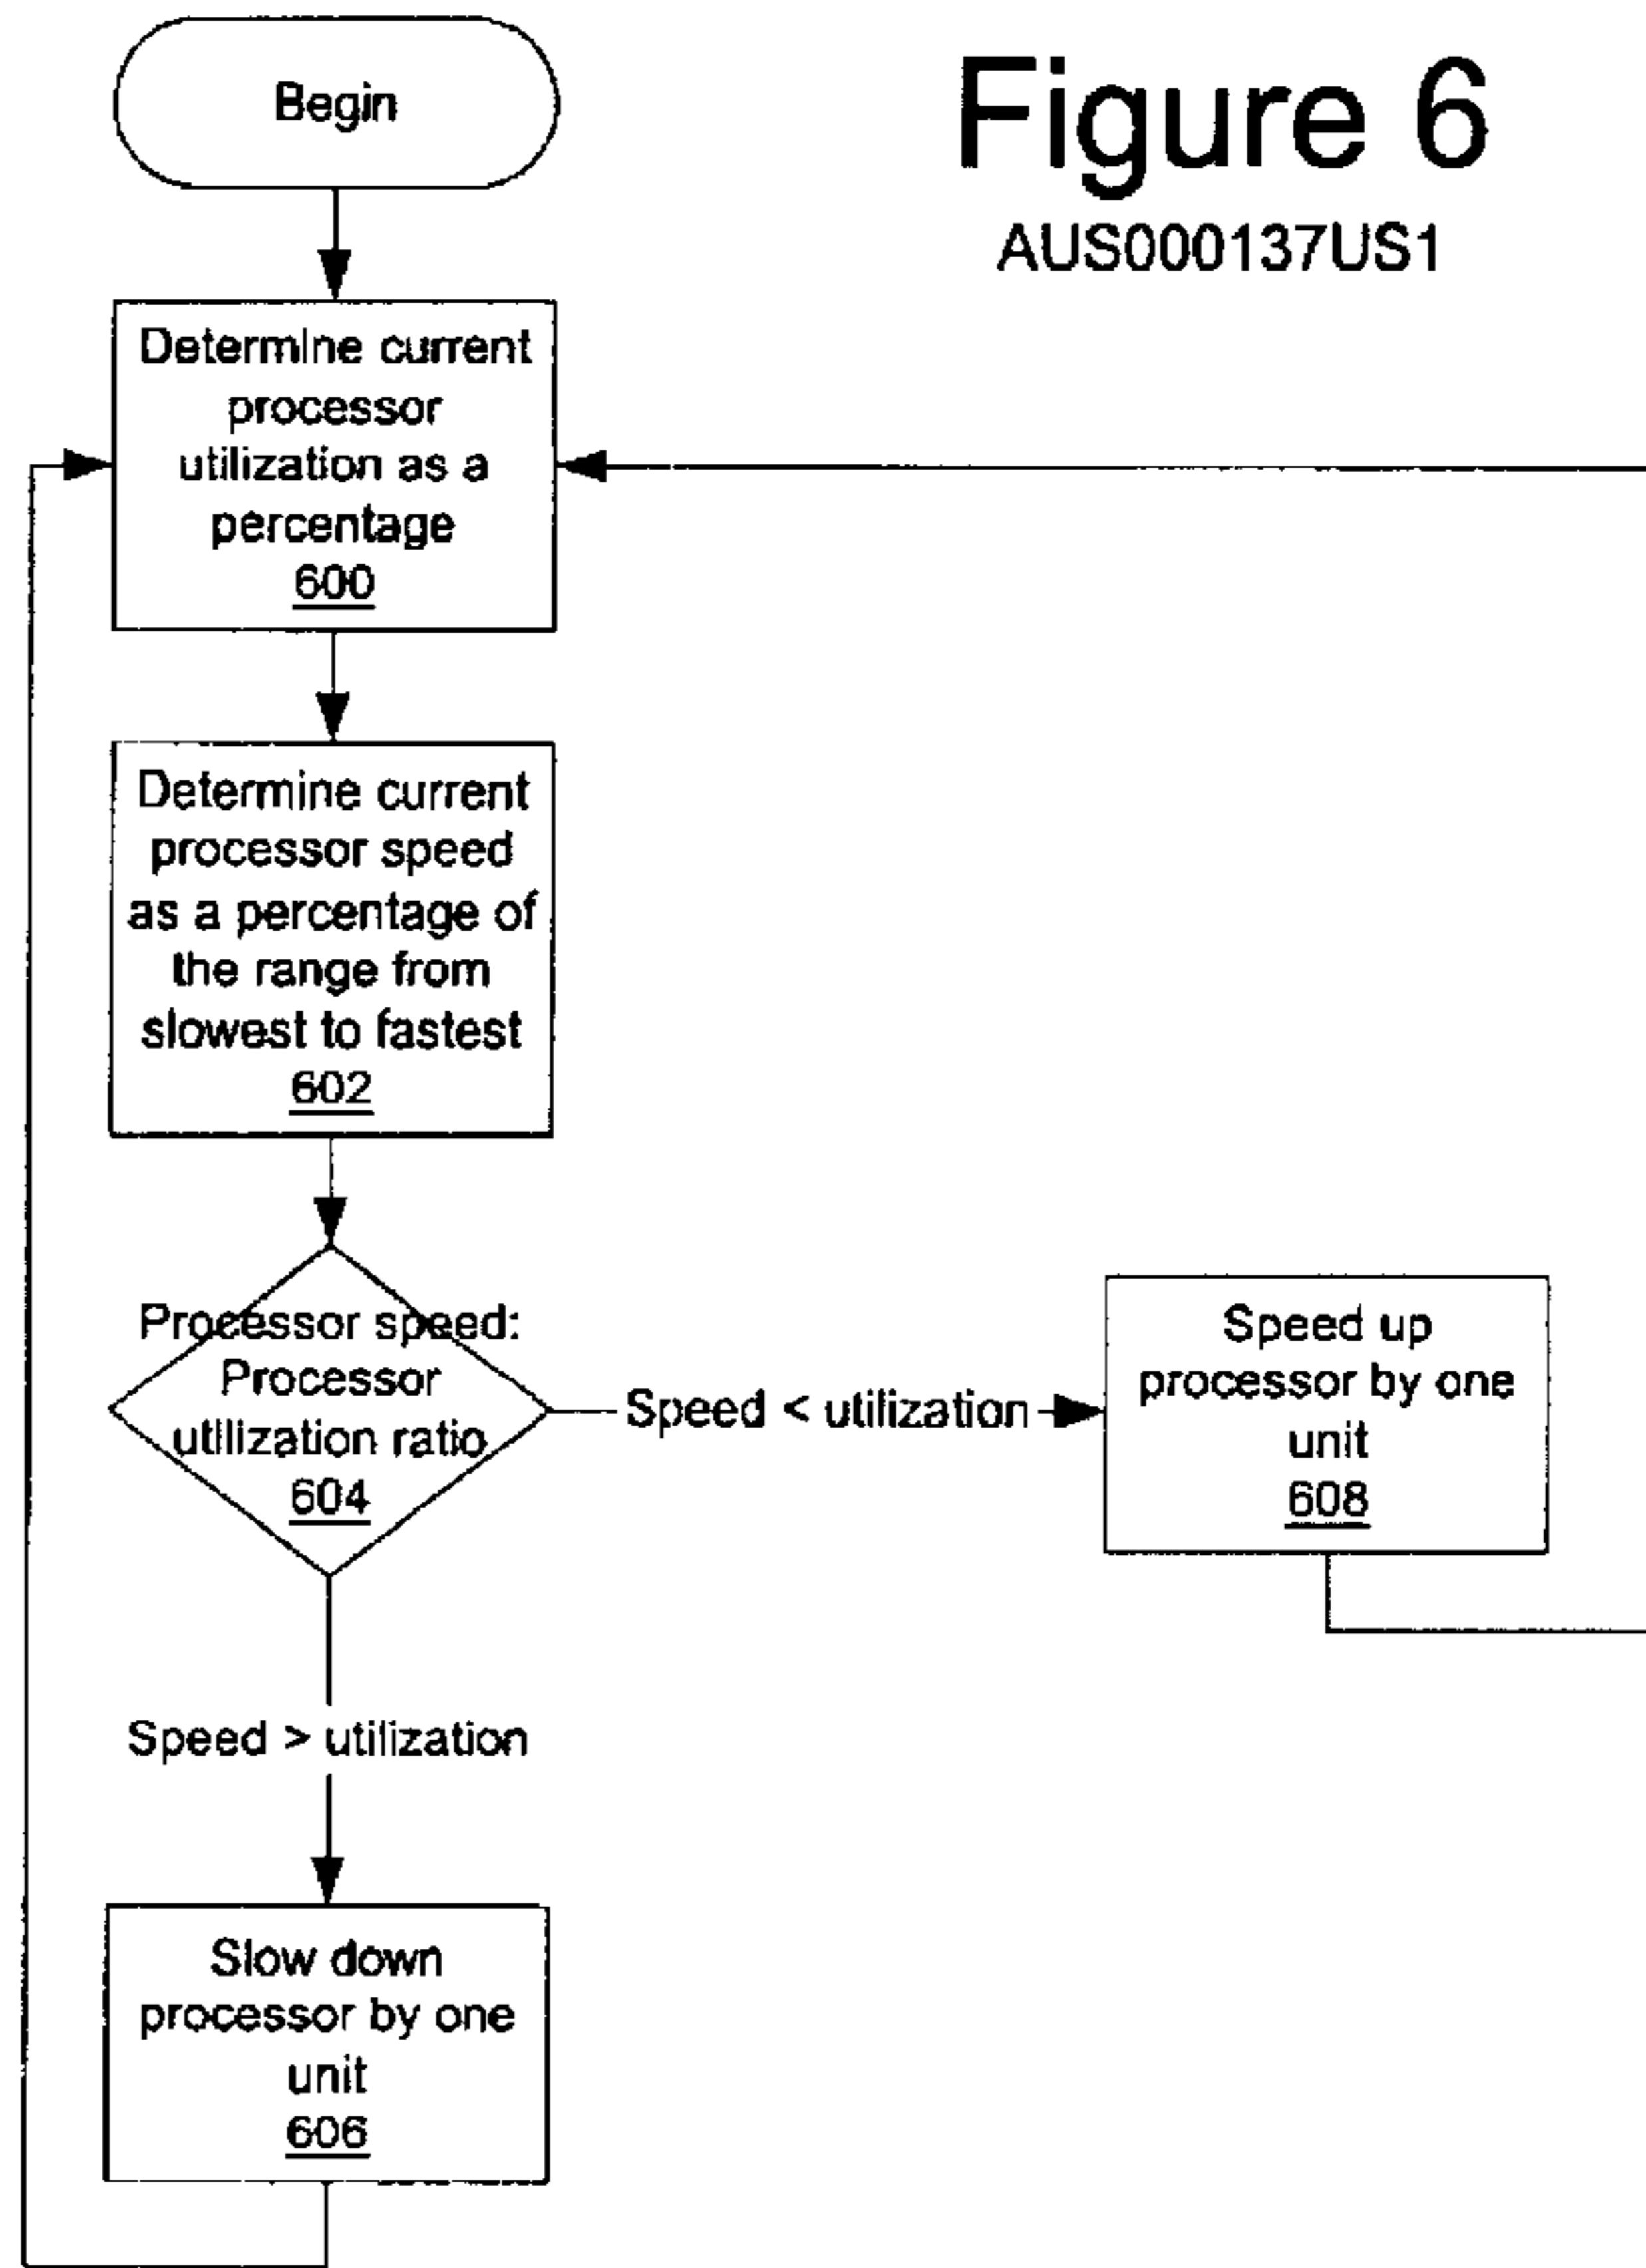 Figure 6
AUS000137US1
Begin
Determine current
processor
utilization as a
percentage
600
Determine current
processor speed
as a percentage of
the range from
slowest to fastest
602
Processor speed:
Processor
utilization ratio
604
Speed < utilization
Speed up
processor by one
unit
608
Speed > utilization
Slow down
processor by one
unit
606